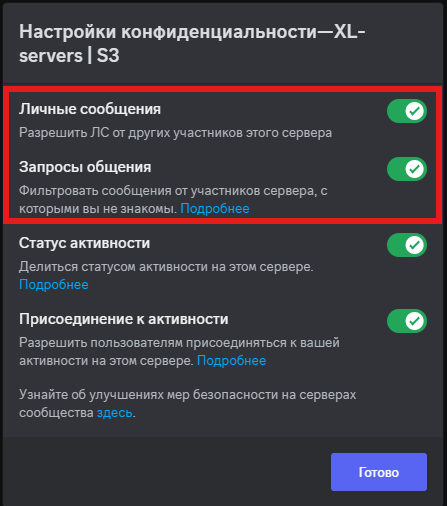 Настройки конфиденциальности—XL-
servers | S3
Личные сообщения
Разрешить ЛС от других участников этого сервера
Запросы общения
Фильтровать сообщения от участников сервера, с
которыми вы не знакомы. Подробнее
Статус активности
Делиться статусом активности на этом сервере.
Подробнее
Присоединение к активности
Разрешить пользователям присоединяться к вашей
активности на этом сервере. Подробнее
Узнайте об улучшениях мер безопасности на серверах
сообщества здесь.
Готово